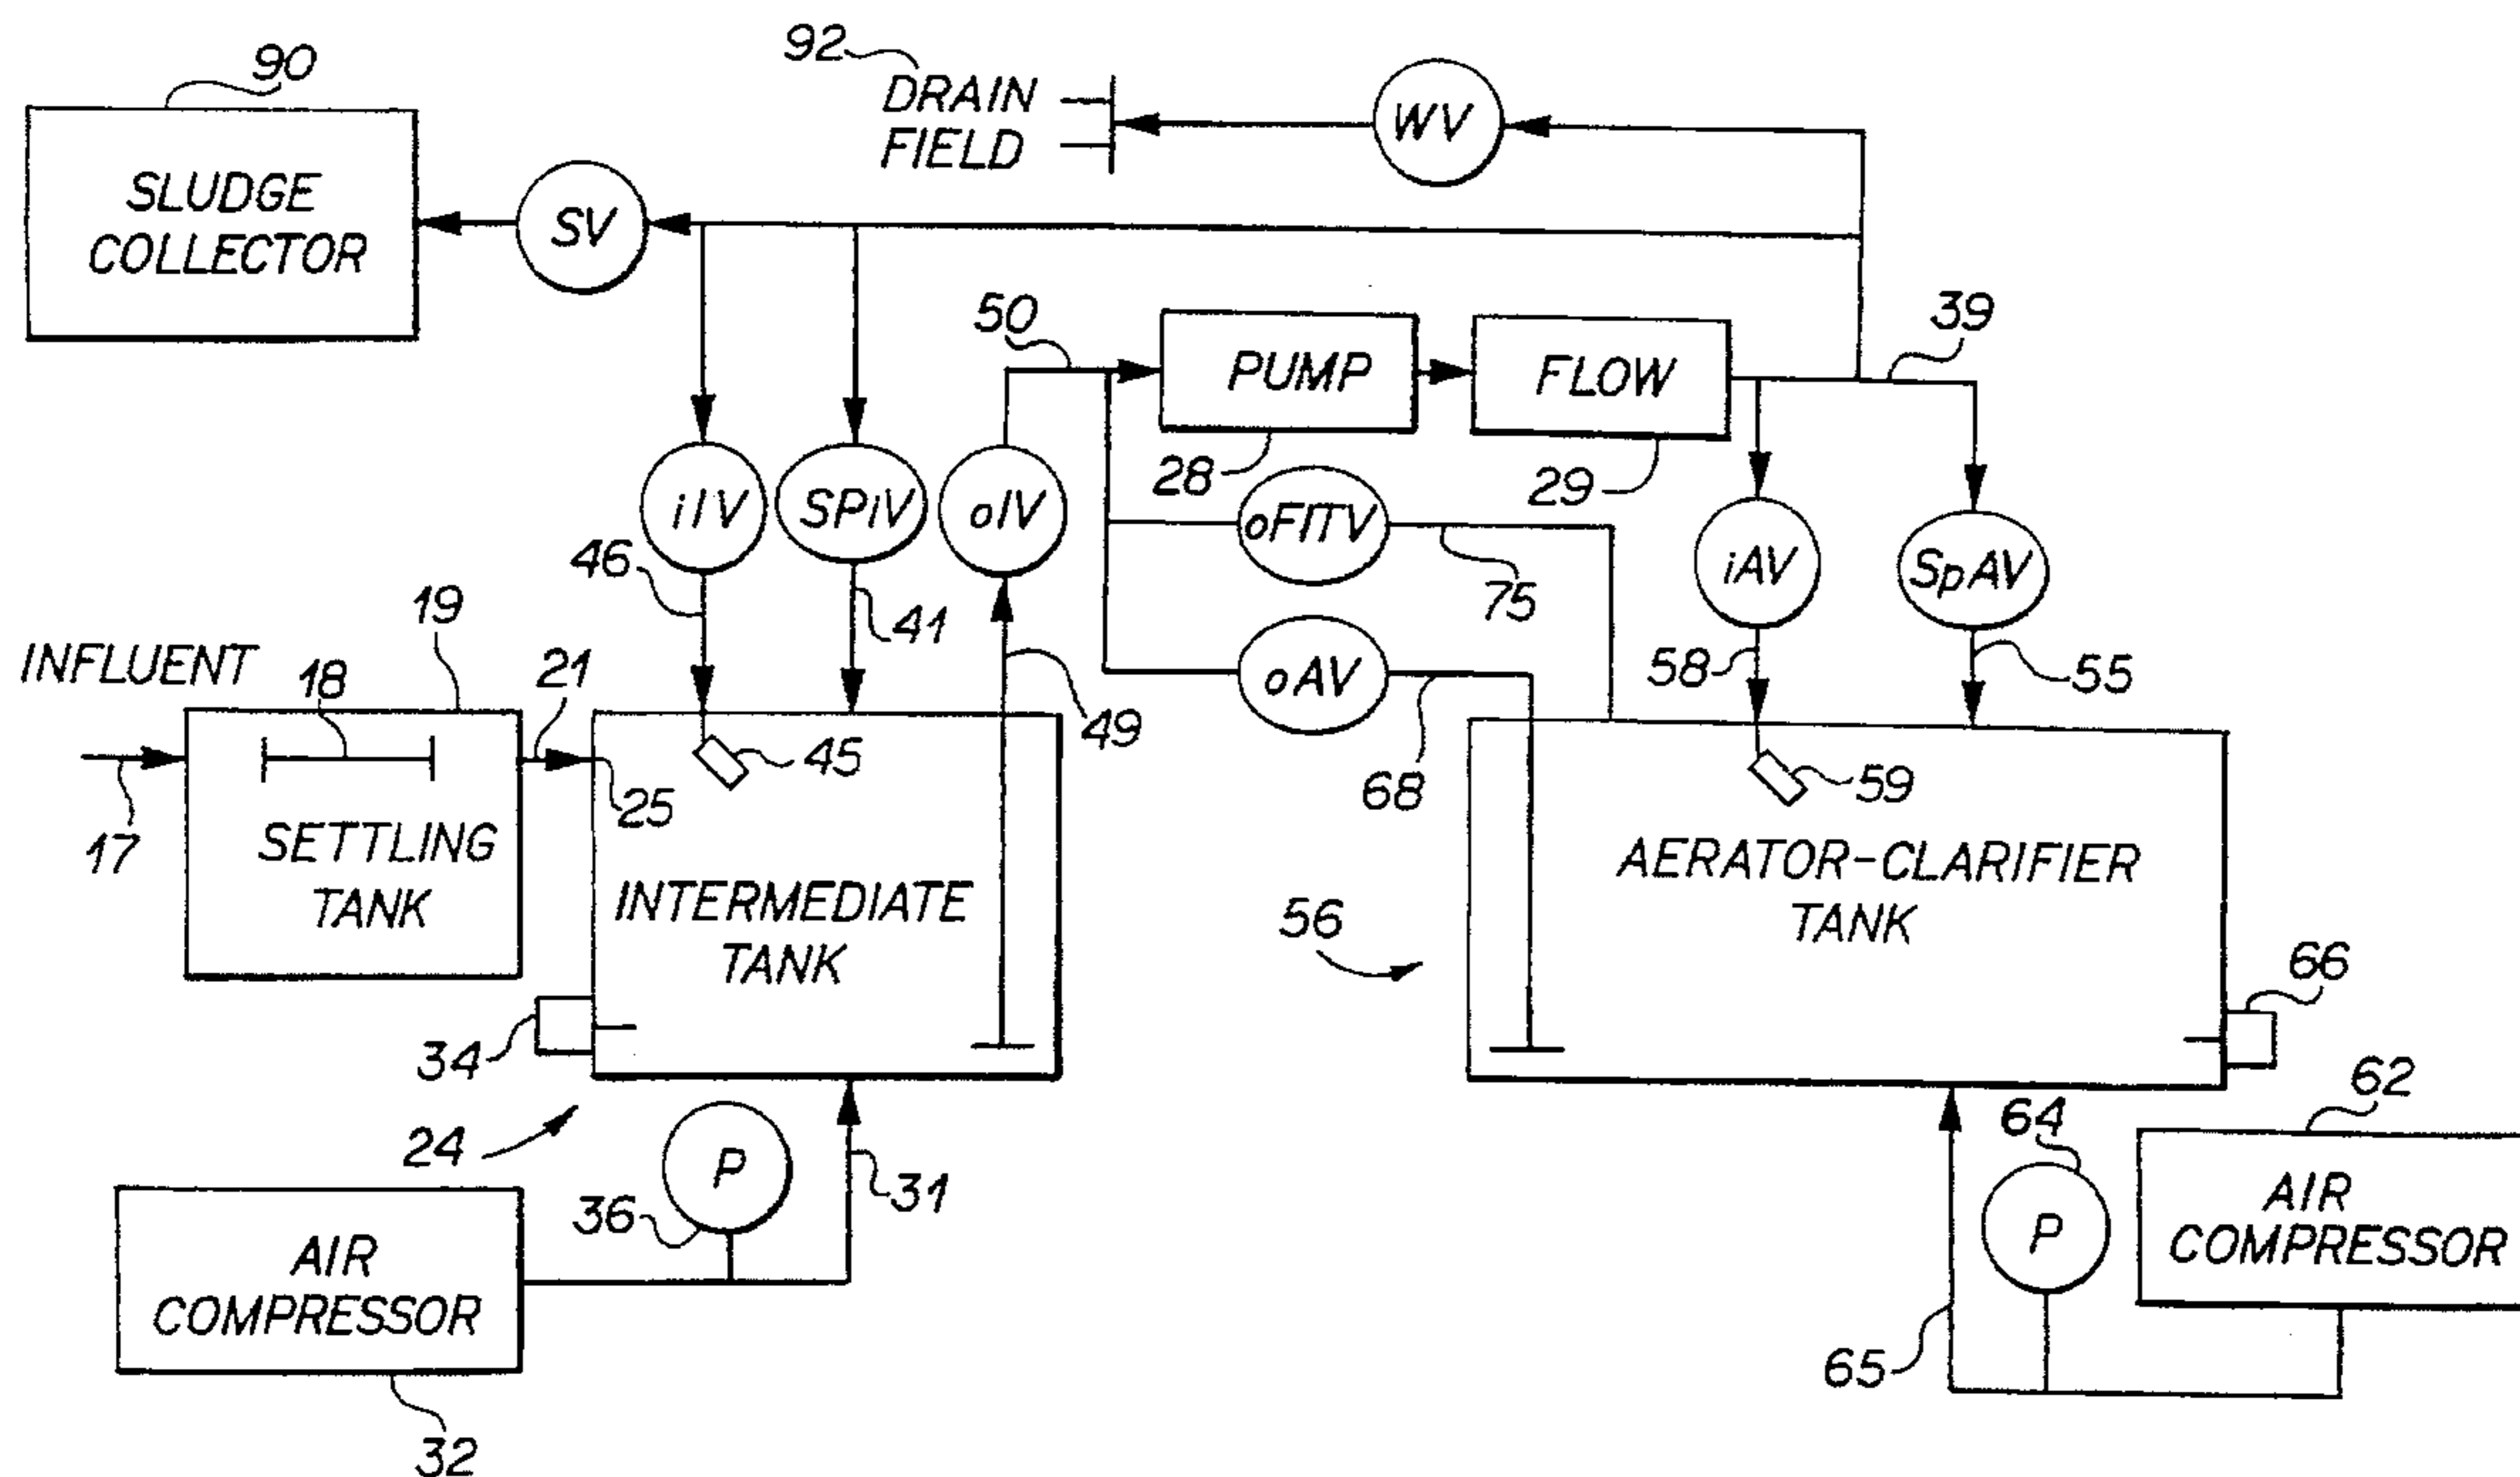 90
92
DRAIN
FIELD
WV
SLUDGE
COLLECTOR
SV
50
39
PUMP
FLOW
28
29
iIV
SPiV
oIV
oFITV
iAV
SpAV
46
41
75
19
INFLUENT
18
21
oAV
58
55
49
68
45
25
59
17
SETTLING
TANK
INTERMEDIATE
TANK
AERATOR-CLARIFIER
TANK
56
66
34
24
P
36
31
62
64
AIR
COMPRESSOR
P
AIR
COMPRESSOR
65
32